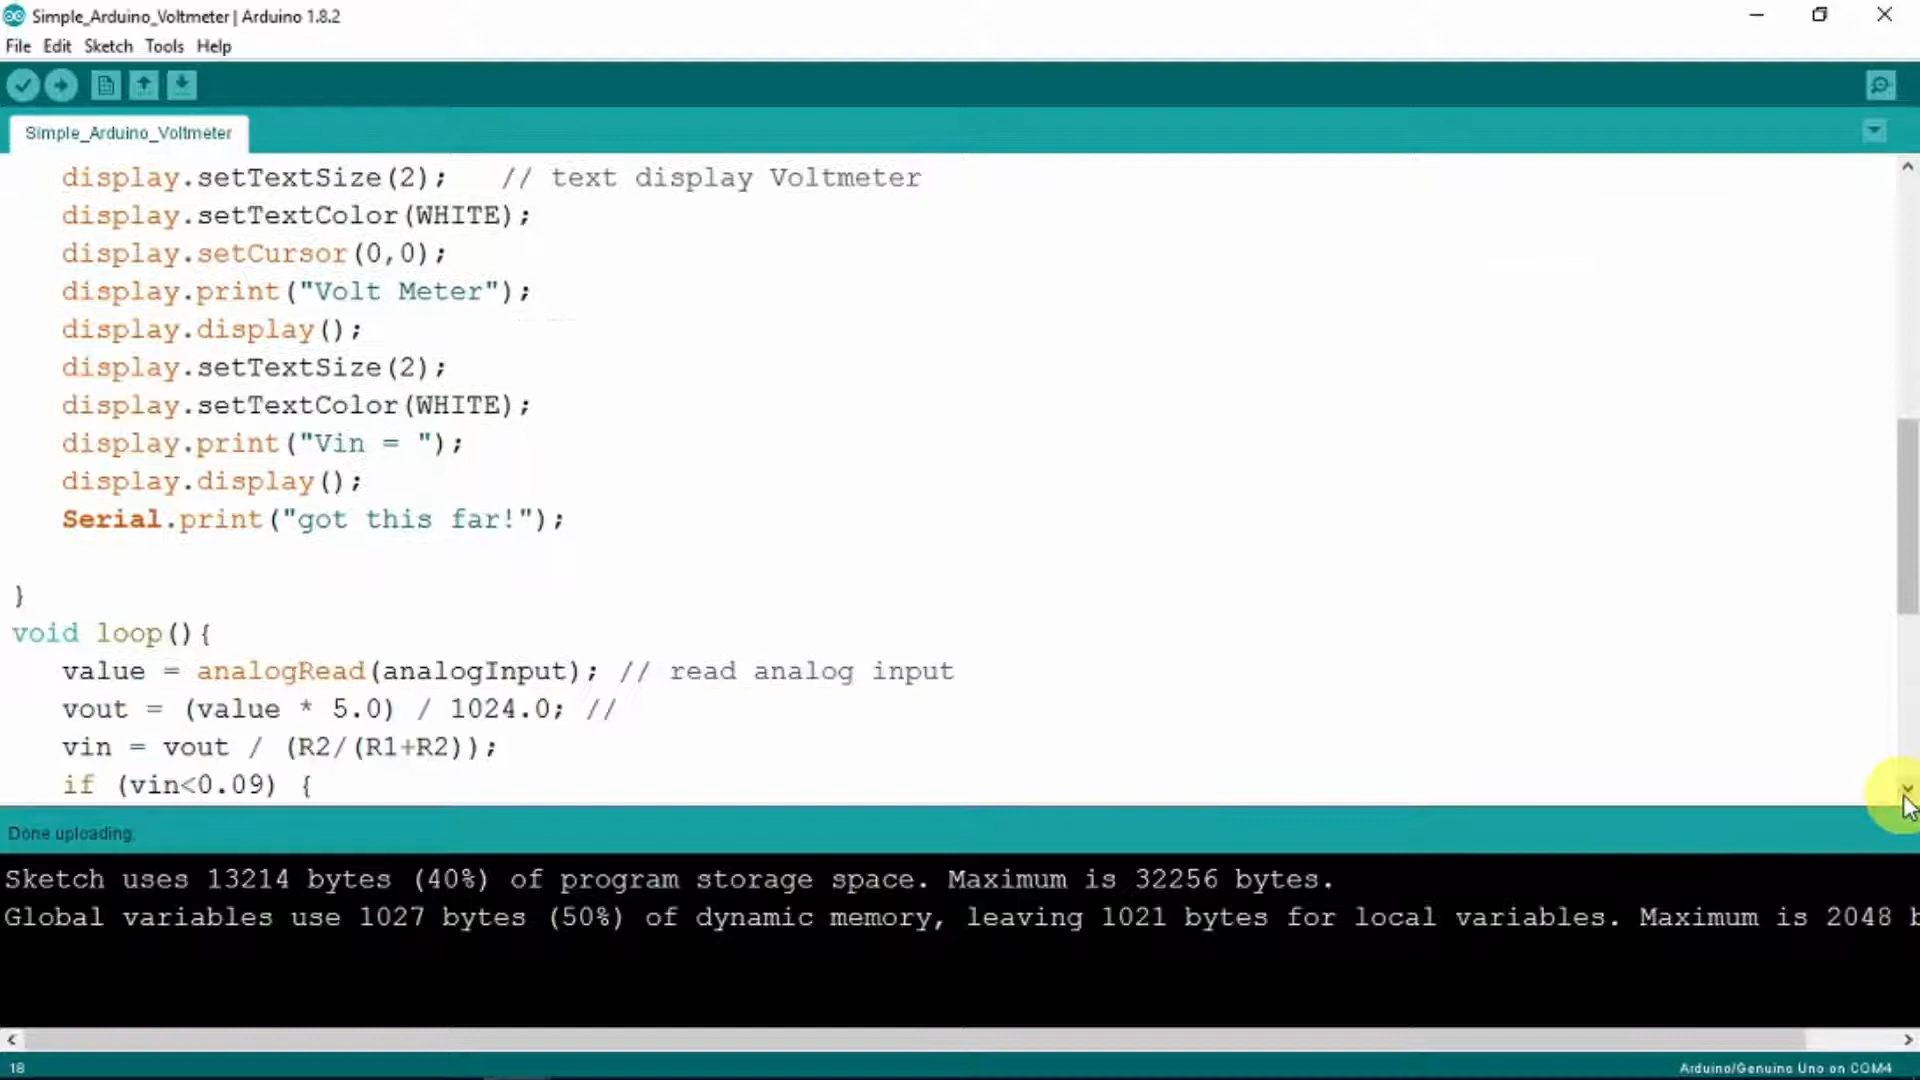 Simple_Arduino_Voltmeter | Arduino 1.8.2
File Edit Sketch Tools Help
Simple_Arduino_Voltmeter
display.setTextSize(2);   // text display Voltmeter
display.setTextColor(WHITE);
display.setCursor(0,0);
display.print("Volt Meter");
display.display();
display.setTextSize(2);
display.setTextColor(WHITE);
display.print("Vin = ");
display.display();
Serial.print("got this far!");
}
void loop(){
value = analogRead(analogInput); // read analog input
vout = (value * 5.0) / 1024.0; //
vin = vout / (R2/(R1+R2));
if (vin<0.09) {
Done uploading.
Sketch uses 13214 bytes (40%) of program storage space. Maximum is 32256 bytes.
Global variables use 1027 bytes (50%) of dynamic memory, leaving 1021 bytes for local variables. Maximum is 2048 b
18
Arduino/Genuino Uno on COM4